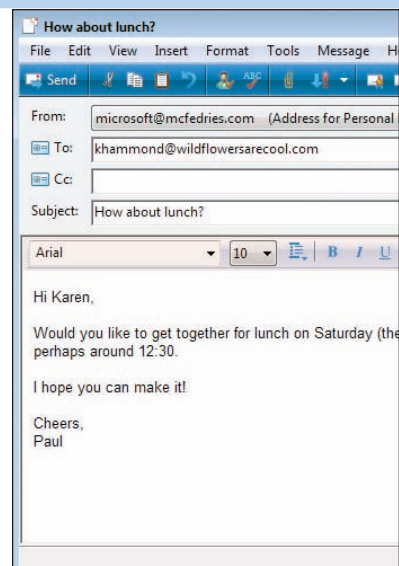 How about lunch?
File Edit View Insert Format Tools Message
Send ABC
From: microsoft@mcfedries.com (Address for Personal
To: khammond@wildflowersarecool.com
Cc:
Subject: How about lunch?
Arial 10 B I U
Hi Karen,
Would you like to get together for lunch on Saturday (the
perhaps around 12:30.
I hope you can make it!
Cheers,
Paul